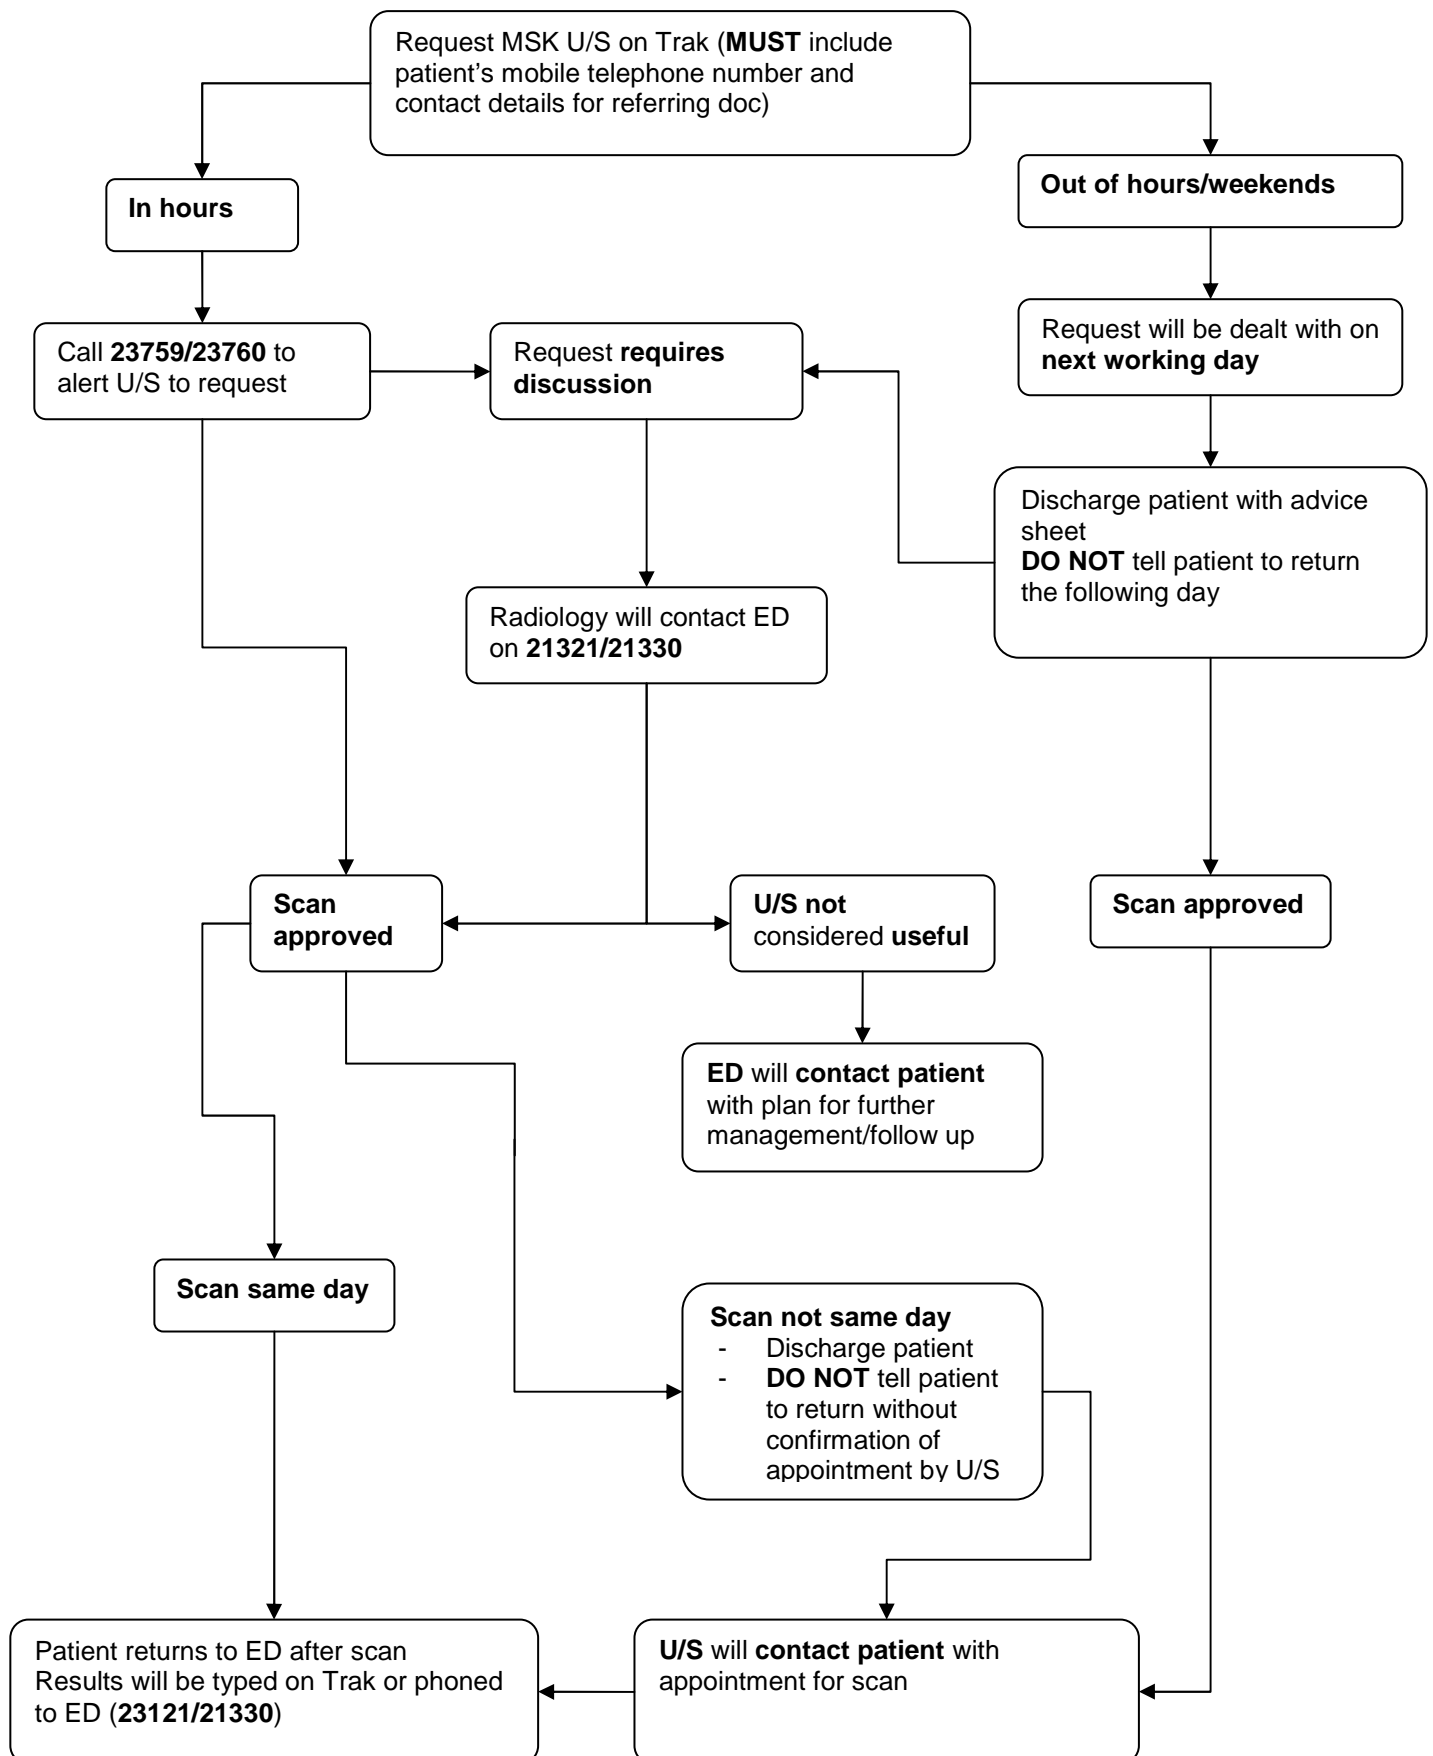 Request MSK U/S on Trak (MUST include
patient's mobile telephone number and
contact details for referring doc)
In hours
Out of hours/weekends
Call 23759/23760 to
alert U/S to request
Request requires
discussion
Request will be dealt with on
next working day
Discharge patient with advice
sheet
DO NOT tell patient to return
the following day
Radiology will contact ED
on 21321/21330
Scan
approved
U/S not
considered useful
Scan approved
ED will contact patient
with plan for further
management/follow up
Scan same day
Scan not same day
- Discharge patient
- DO NOT tell patient
to return without
confirmation of
appointment by U/S
Patient returns to ED after scan
Results will be typed on Trak or phoned
to ED (23121/21330)
U/S will contact patient with
appointment for scan